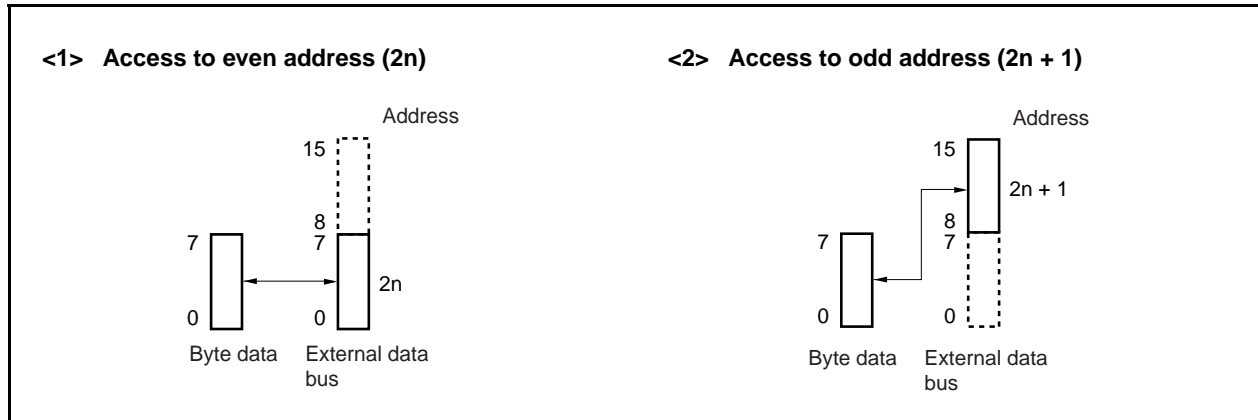 <1> Access to even address (2n)
Address
15
8
7
7
2n
0
0
Byte data
External data
bus
<2> Access to odd address (2n + 1)
Address
15
2n + 1
8
7
7
0
0
Byte data
External data
bus